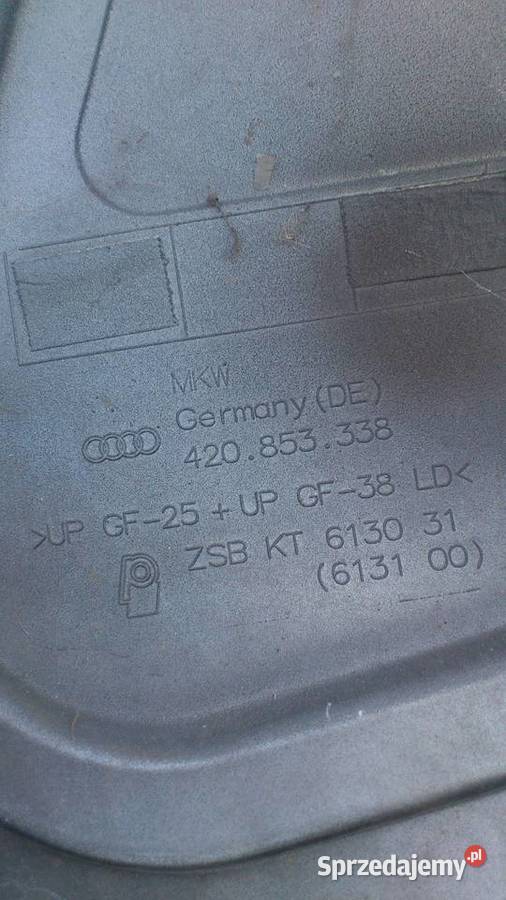 MKW
Germany (DE)
420.853.338
>UP GF-25 + UP GF-38 LD<
ZSB KT 6130 31
(6131 00)
Sprzedajemy.pl